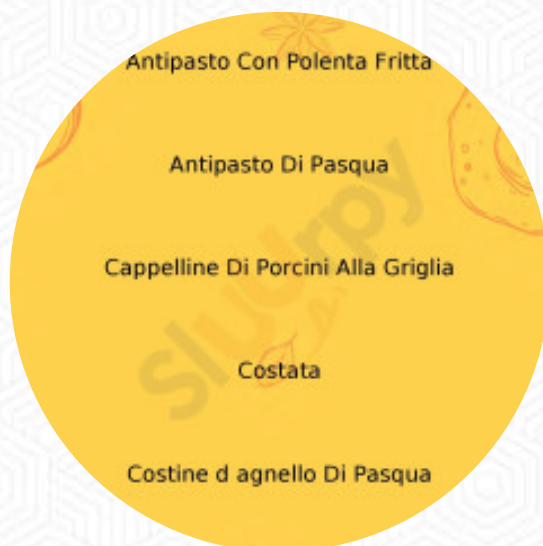 Antipasto Con Polenta Fritta
Antipasto Di Pasqua
Cappelline Di Porcini Alla Griglia
Costata
Costine d agnello Di Pasqua
Sluurpy